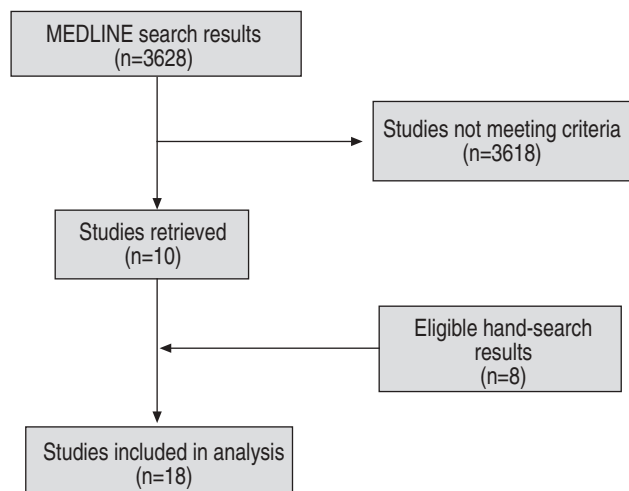 MEDLINE search results
(n=3628)
Studies not meeting criteria
(n=3618)
Studies retrieved
(n=10)
Eligible hand-search
results
(n=8)
Studies included in analysis
(n=18)